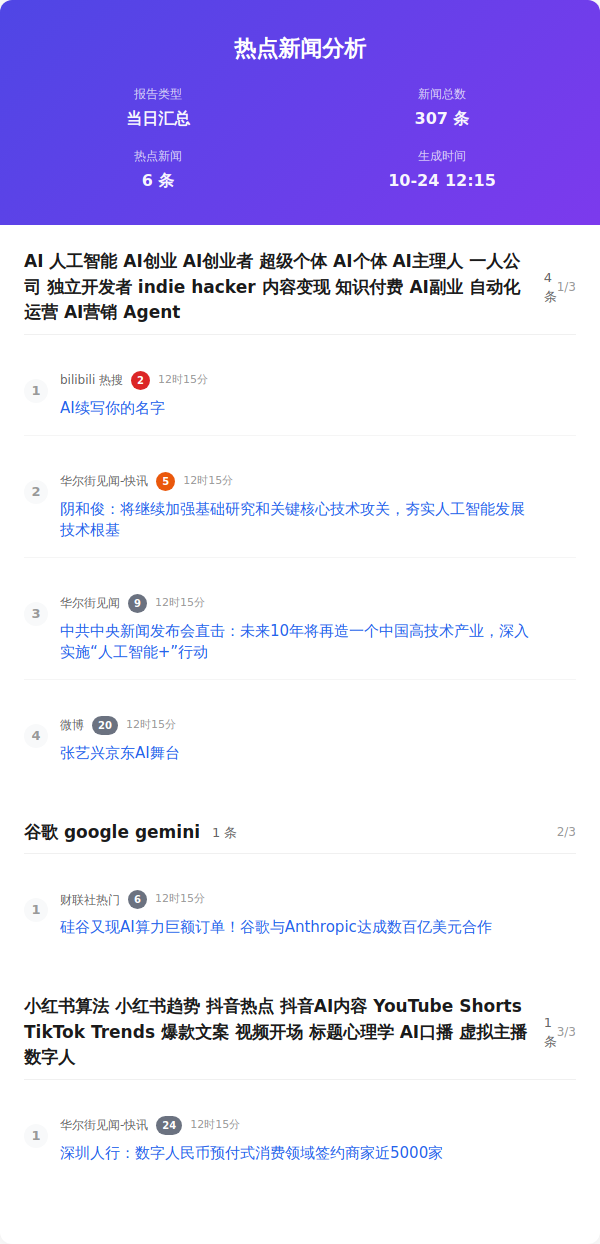 热点新闻分析
报告类型
当日汇总
新闻总数
307 条
热点新闻
6 条
生成时间
10-24 12:15
AI 人工智能 AI创业 AI创业者 超级个体 AI个体 AI主理人 一人公
司 独立开发者 indie hacker 内容变现 知识付费 AI副业 自动化
运营 AI营销 Agent
4
条
1/3
1
bilibili 热搜 2 12时15分
AI续写你的名字
2
华尔街见闻-快讯 5 12时15分
阴和俊：将继续加强基础研究和关键核心技术攻关，夯实人工智能发展
技术根基
3
华尔街见闻 9 12时15分
中共中央新闻发布会直击：未来10年将再造一个中国高技术产业，深入
实施“人工智能+”行动
4
微博 20 12时15分
张艺兴京东AI舞台
谷歌 google gemini 1 条 2/3
1
财联社热门 6 12时15分
硅谷又现AI算力巨额订单！谷歌与Anthropic达成数百亿美元合作
小红书算法 小红书趋势 抖音热点 抖音AI内容 YouTube Shorts
TikTok Trends 爆款文案 视频开场 标题心理学 AI口播 虚拟主播
数字人
1
条
3/3
1
华尔街见闻-快讯 24 12时15分
深圳人行：数字人民币预付式消费领域签约商家近5000家